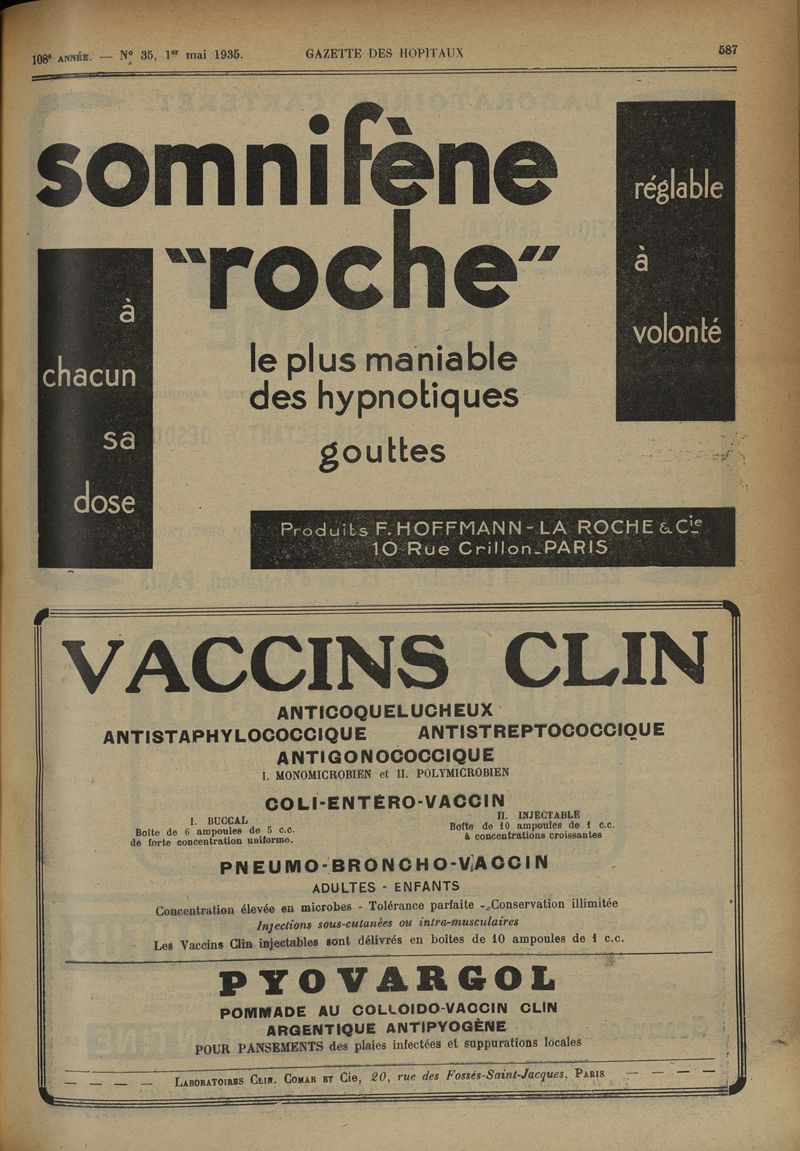 108e ANNÉE. — No 35, 1er mai 1935. GAZETTE DES HOPITAUX 587
somnifène
"roche"
réglable
à
volonté
à
chacun
sa
dose
le plus maniable
des hypnotiques
gouttes
Produits F. HOFFMANN-LA ROCHE & Cie
10 Rue Crillon-PARIS
VACCINS CLIN
ANTICOQUELUCHEUX
ANTISTAPHYLOCOCCIQUE ANTISTREPTOCOCCIQUE
ANTIGONOCOCCIQUE
I. MONOMICROBIEN et II. POLYMICROBIEN
COLI-ENTÉRO-VACCIN
I. BUCCAL
Boîte de 6 ampoules de 5 c.c.
de forte concentration uniforme.
II. INJECTABLE
Boîte de 10 ampoules de 1 c.c.
à concentrations croissantes
PNEUMO-BRONCHO-VACCIN
ADULTES - ENFANTS
Concentration élevée en microbes - Tolérance parfaite - Conservation illimitée
Injections sous-cutanées ou intra-musculaires
Les Vaccins Clin injectables sont délivrés en boîtes de 10 ampoules de 1 c.c.
PYOVARGOL
POMMADE AU COLLOIDO-VACCIN CLIN
ARGENTIQUE ANTIPYOGÈNE
POUR PANSEMENTS des plaies infectées et suppurations locales
LABORATOIRES CLIN. COMAR ET Cie, 20, rue des Fossés-Saint-Jacques, PARIS